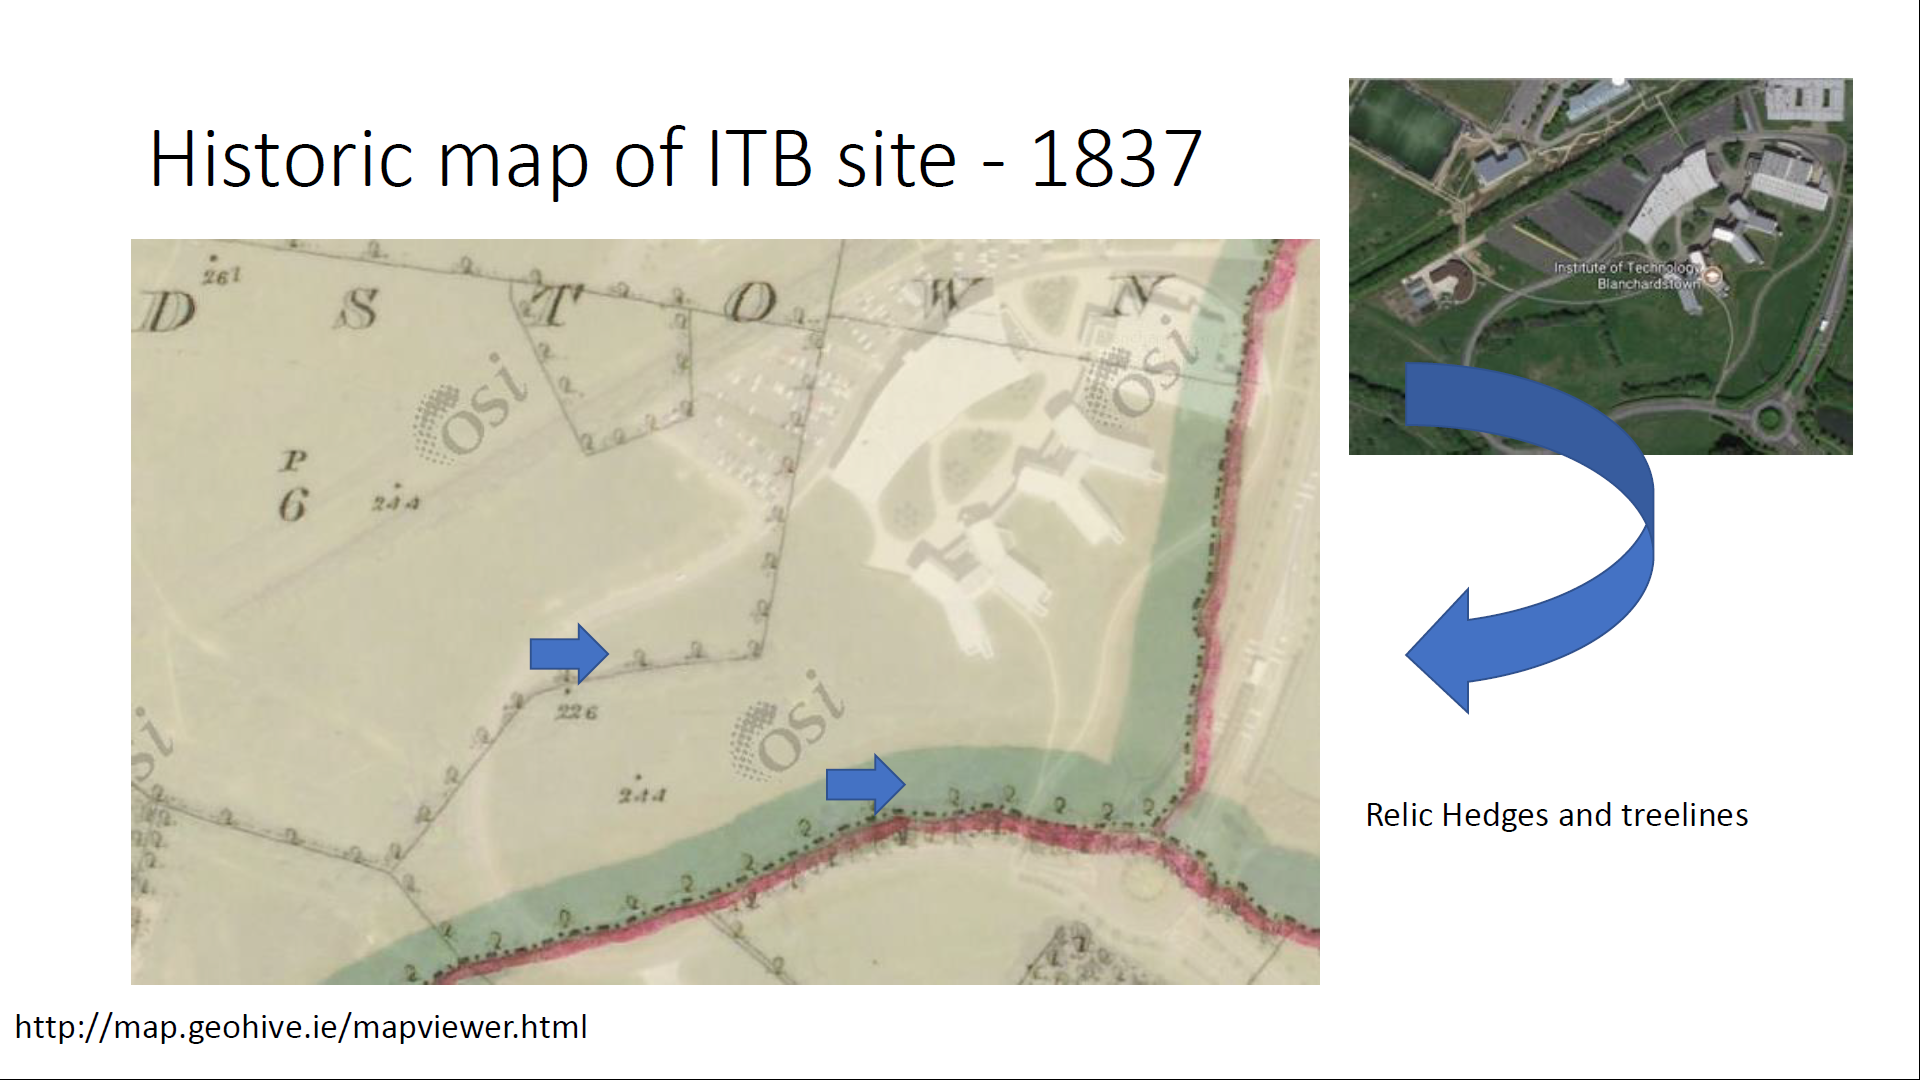 Historic map of ITB site - 1837
Institute of Technology
Blanchardstown
261
D S T O W N
osi
osi
P
6
244
226
osi
si
244
Relic Hedges and treelines
http://map.geohive.ie/mapviewer.html